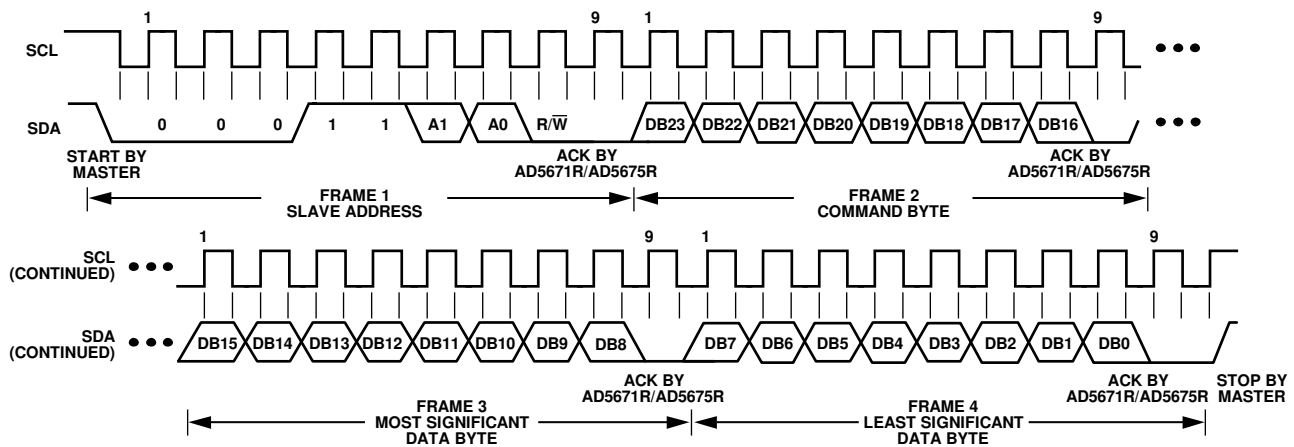 1 9 1 9
SCL
SDA
0 0 0 1 1 A1 A0 R/W̅ DB23 DB22 DB21 DB20 DB19 DB18 DB17 DB16
START BY
MASTER
ACK BY
AD5671R/AD5675R
ACK BY
AD5671R/AD5675R
FRAME 1
SLAVE ADDRESS
FRAME 2
COMMAND BYTE
1 9 1 9
SCL
(CONTINUED)
SDA
(CONTINUED)
DB15 DB14 DB13 DB12 DB11 DB10 DB9 DB8 DB7 DB6 DB5 DB4 DB3 DB2 DB1 DB0
ACK BY
AD5671R/AD5675R
ACK BY
AD5671R/AD5675R
STOP BY
MASTER
FRAME 3
MOST SIGNIFICANT
DATA BYTE
FRAME 4
LEAST SIGNIFICANT
DATA BYTE